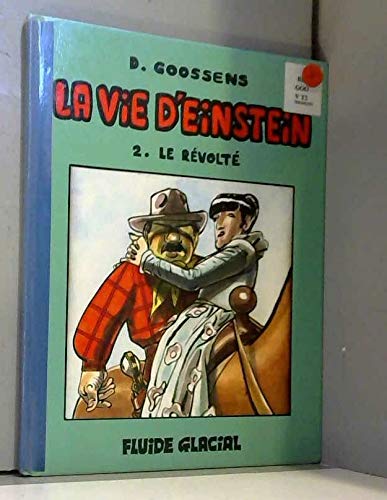 D. GOOSSENS
LA ViE D'EiNSTEiN
2. LE RÉVOLTÉ
FLUIDE GLACIAL